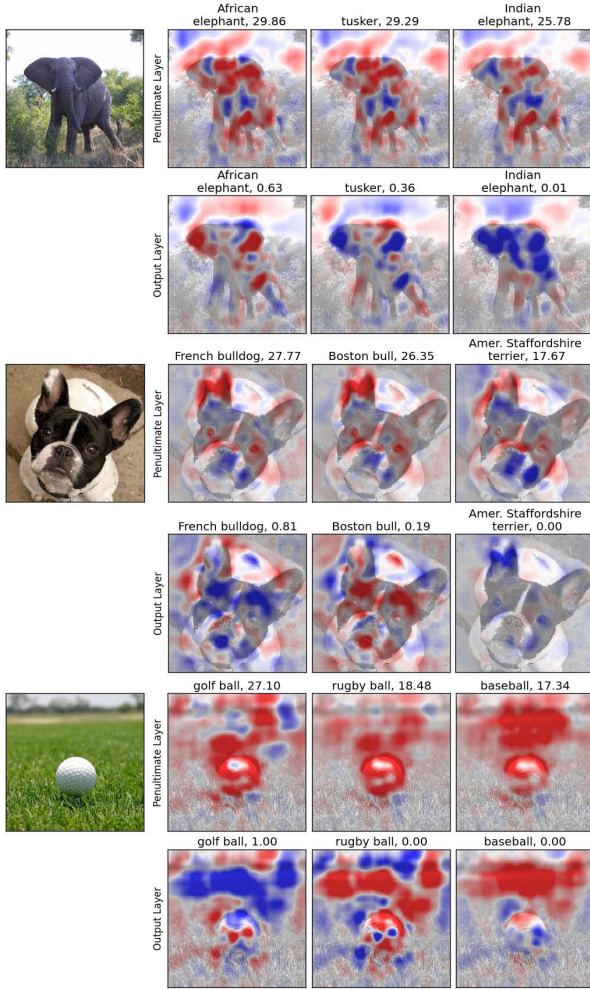 African
elephant, 29.86
tusker, 29.29
Indian
elephant, 25.78
Penultimate Layer
African
elephant, 0.63
tusker, 0.36
Indian
elephant, 0.01
Output Layer
French bulldog, 27.77
Boston bull, 26.35
Amer. Staffordshire
terrier, 17.67
Penultimate Layer
French bulldog, 0.81
Boston bull, 0.19
Amer. Staffordshire
terrier, 0.00
Output Layer
golf ball, 27.10
rugby ball, 18.48
baseball, 17.34
Penultimate Layer
golf ball, 1.00
rugby ball, 0.00
baseball, 0.00
Output Layer